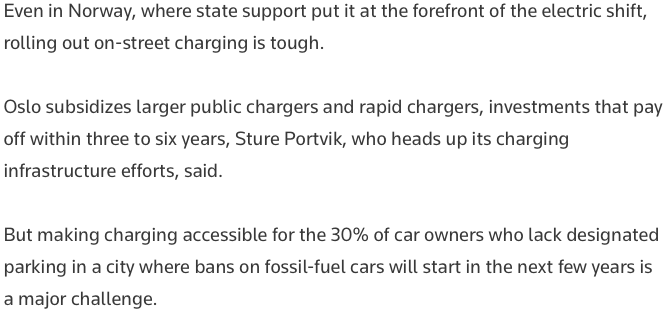 Even in Norway, where state support put it at the forefront of the electric shift,
rolling out on-street charging is tough.
Oslo subsidizes larger public chargers and rapid chargers, investments that pay
off within three to six years, Sture Portvik, who heads up its charging
infrastructure efforts, said.
But making charging accessible for the 30% of car owners who lack designated
parking in a city where bans on fossil-fuel cars will start in the next few years is
a major challenge.